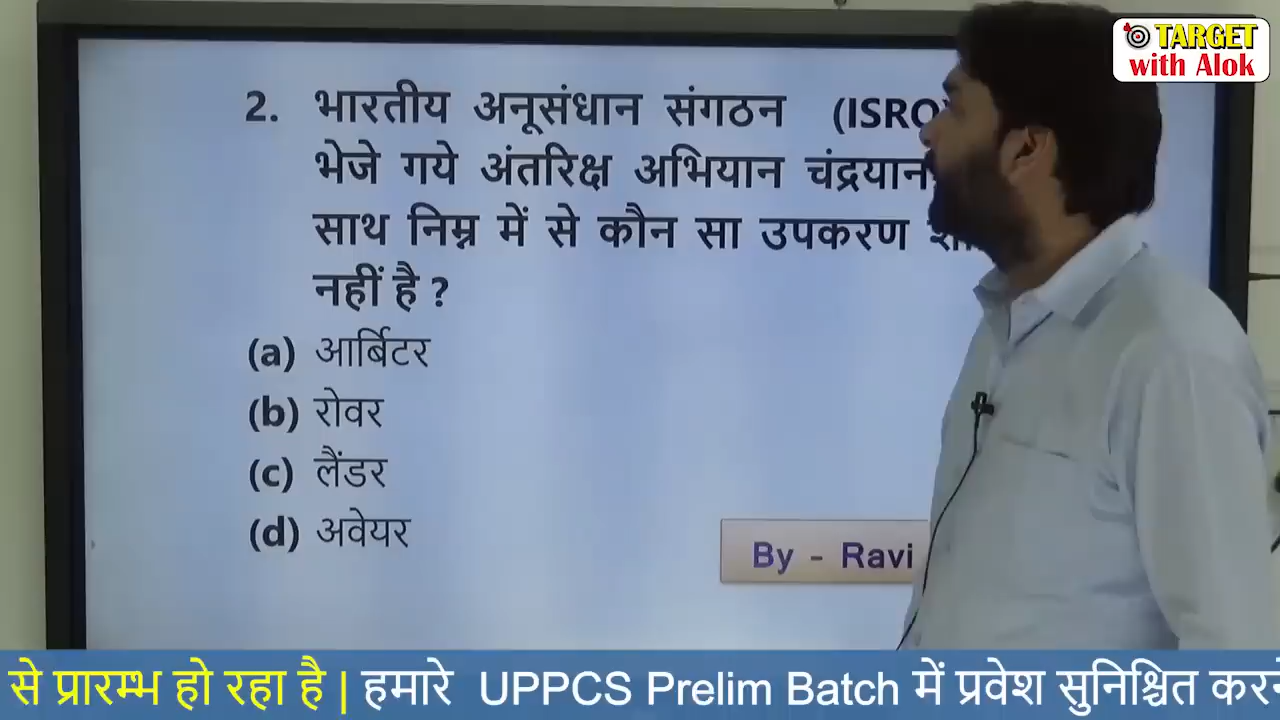 TARGET
with Alok
2. भारतीय अनूसंधान संगठन (ISRO
भेजे गये अंतरिक्ष अभियान चंद्रयान
साथ निम्न में से कौन सा उपकरण
नहीं है ?
(a) आर्बिटर
(b) रोवर
(c) लैंडर
(d) अवेयर
By - Ravi
से प्रारम्भ हो रहा है | हमारे UPPCS Prelim Batch में प्रवेश सुनिश्चित